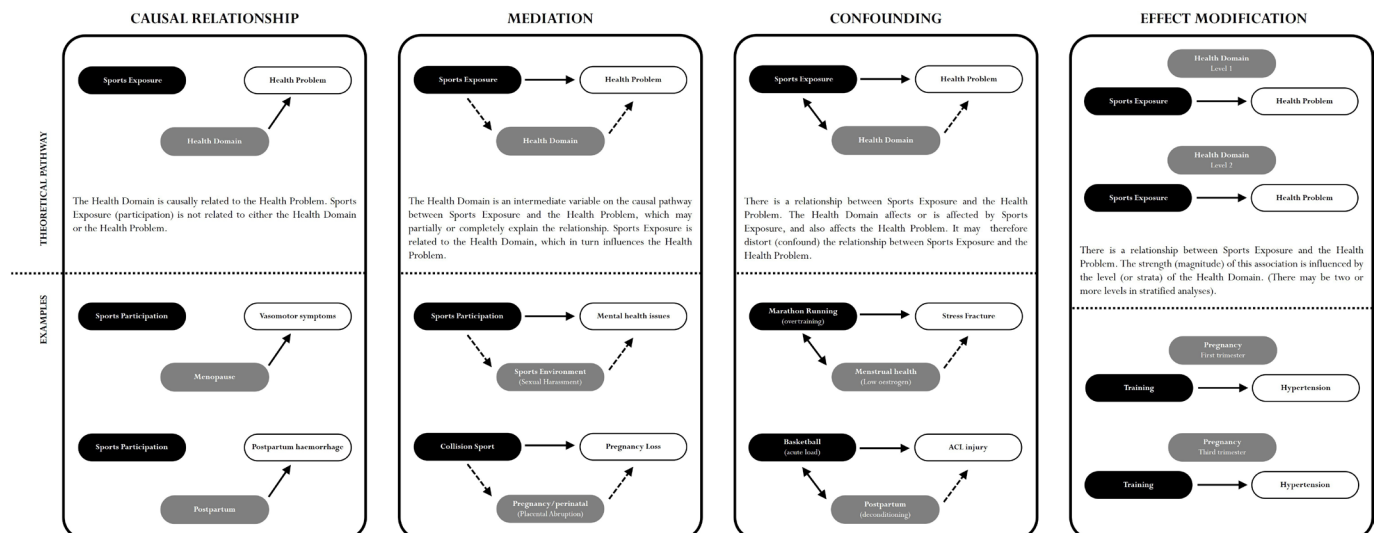 CAUSAL RELATIONSHIP
MEDIATION
CONFOUNDING
EFFECT MODIFICATION
THEORETICAL PATHWAY
EXAMPLES
Sports Exposure
Health Problem
Health Domain
The Health Domain is causally related to the Health Problem. Sports
Exposure (participation) is not related to either the Health Domain
or the Health Problem.
Sports Participation
Vasomotor symptoms
Menopause
Sports Participation
Postpartum haemorrhage
Postpartum
Sports Exposure
Health Problem
Health Domain
The Health Domain is an intermediate variable on the causal pathway
between Sports Exposure and the Health Problem, which may
partially or completely explain the relationship. Sports Exposure is
related to the Health Domain, which in turn influences the Health
Problem.
Sports Participation
Mental health issues
Sports Environment
(Sexual Harassment)
Collision Sport
Pregnancy Loss
Pregnancy/perinatal
(Placental Abruption)
Sports Exposure
Health Problem
Health Domain
There is a relationship between Sports Exposure and the Health
Problem. The Health Domain affects or is affected by Sports
Exposure, and also affects the Health Problem. It may therefore
distort (confound) the relationship between Sports Exposure and the
Health Problem.
Marathon Running
(overtraining)
Stress Fracture
Menstrual health
(Low oestrogen)
Basketball
(acute load)
ACL injury
Postpartum
(deconditioning)
Health Domain
Level 1
Sports Exposure
Health Problem
Health Domain
Level 2
Sports Exposure
Health Problem
There is a relationship between Sports Exposure and the Health
Problem. The strength (magnitude) of this association is influenced by
the level (or strata) of the Health Domain. (There may be two or
more levels in stratified analyses).
Pregnancy
First trimester
Training
Hypertension
Pregnancy
Third trimester
Training
Hypertension